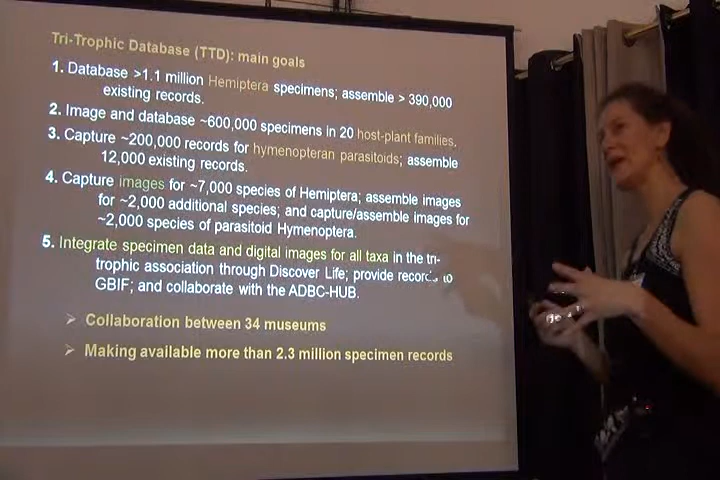 Tri-Trophic Database (TTD): main goals
1. Database >1.1 million Hemiptera specimens; assemble > 390,000
existing records.
2. Image and database ~600,000 specimens in 20 host-plant families.
3. Capture ~200,000 records for hymenopteran parasitoids; assemble
12,000 existing records.
4. Capture images for ~7,000 species of Hemiptera; assemble images
for ~2,000 additional species; and capture/assemble images for
~2,000 species of parasitoid Hymenoptera.
5. Integrate specimen data and digital images for all taxa in the tri-
trophic association through Discover Life; provide records to
GBIF; and collaborate with the ADBC-HUB.
➢ Collaboration between 34 museums
➢ Making available more than 2.3 million specimen records